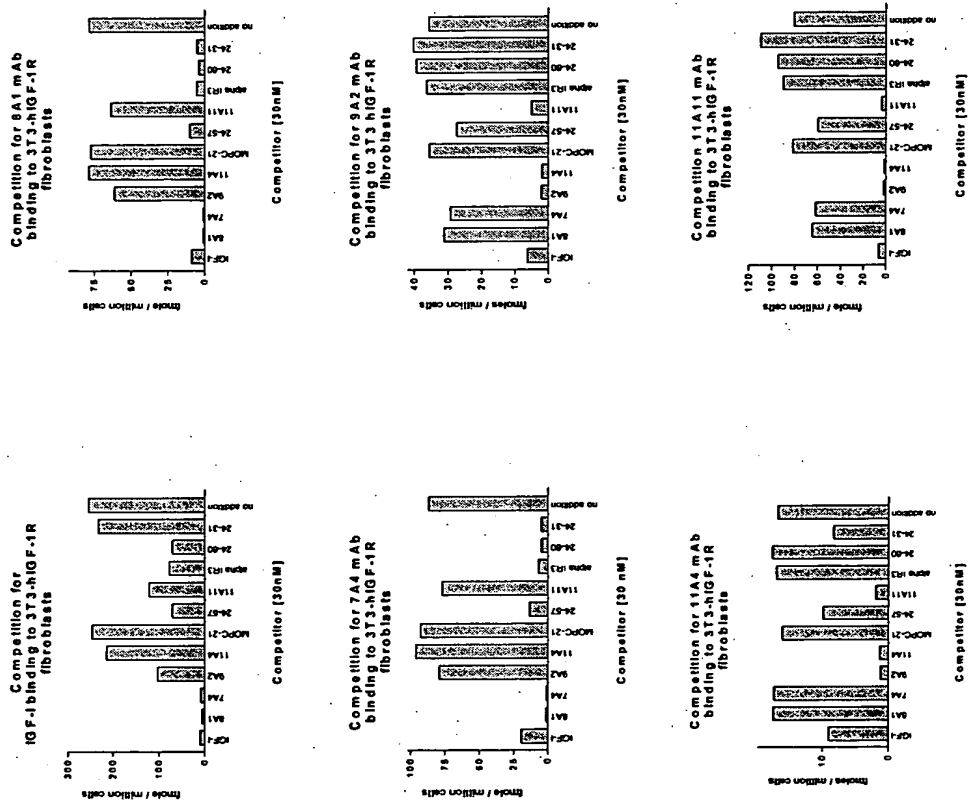 Competition for
IGF-I binding to 3T3-hIGF-1R
fibroblasts
fmole / million cells
300
200
100
0
IGF-I
8A1
7A4
9A2
11A4
MOPC-21
24-57
11A11
alpha IR3
24-60
24-31
no addition
Competitor [30nM]
Competition for 8A1 mAb
binding to 3T3-hIGF-1R
fibroblasts
fmole / million cells
75
50
25
0
IGF-I
8A1
7A4
9A2
11A4
MOPC-21
24-57
11A11
alpha IR3
24-60
24-31
no addition
Competitor [30nM]
Competition for 7A4 mAb
binding to 3T3-hIGF-1R
fibroblasts
fmole / million cells
100
75
50
25
0
IGF-I
8A1
7A4
9A2
11A4
MOPC-21
24-57
11A11
alpha IR3
24-60
24-31
no addition
Competitor [30 nM]
Competition for 9A2 mAb
binding to 3T3 hIGF-1R
fibroblasts
fmoles / million cells
40
30
20
10
0
IGF-I
8A1
7A4
9A2
11A4
MOPC-21
24-57
11A11
alpha IR3
24-60
24-31
no addition
Competitor [30nM]
Competition for 11A4 mAb
binding to 3T3-hIGF-1R
fibroblasts
fmoles / million cells
10
0
IGF-I
8A1
7A4
9A2
11A4
MOPC-21
24-57
11A11
alpha IR3
24-60
24-31
no addition
Competitor [30nM]
Competition 11A11 mAb
binding to 3T3-hIGF-1R
fibroblasts
fmole / million cells
120
100
80
60
40
20
0
IGF-I
8A1
7A4
9A2
11A4
MOPC-21
24-57
11A11
alpha IR3
24-60
24-31
no addition
Competitor [30nM]